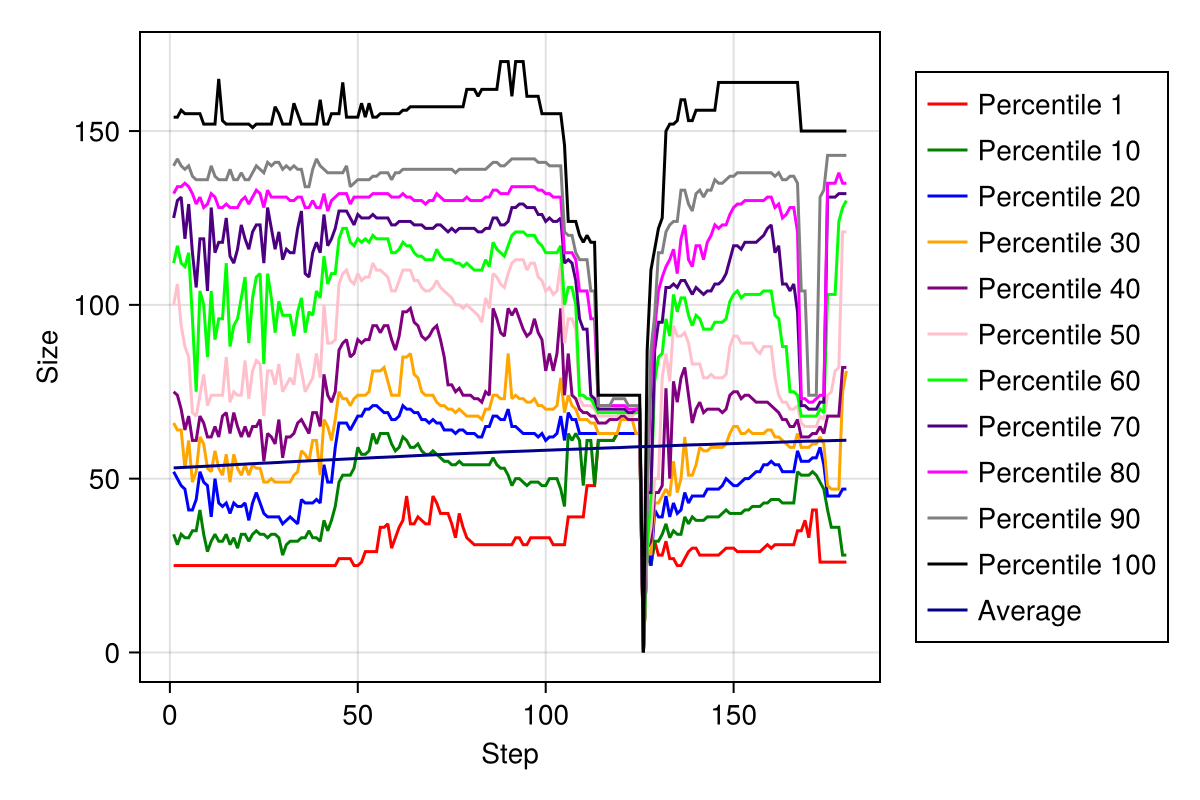 150
100
50
0
Size
0
50
100
150
Step
Percentile 1
Percentile 10
Percentile 20
Percentile 30
Percentile 40
Percentile 50
Percentile 60
Percentile 70
Percentile 80
Percentile 90
Percentile 100
Average